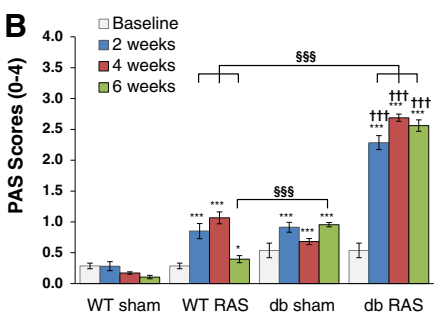 B
PAS Scores (0-4)
4.0
3.5
3.0
2.5
2.0
1.5
1.0
0.5
0.0
Baseline
2 weeks
4 weeks
6 weeks
§§§
§§§
*** *** *
*** *** ***
††† ††† †††
*** *** ***
WT sham WT RAS db sham db RAS